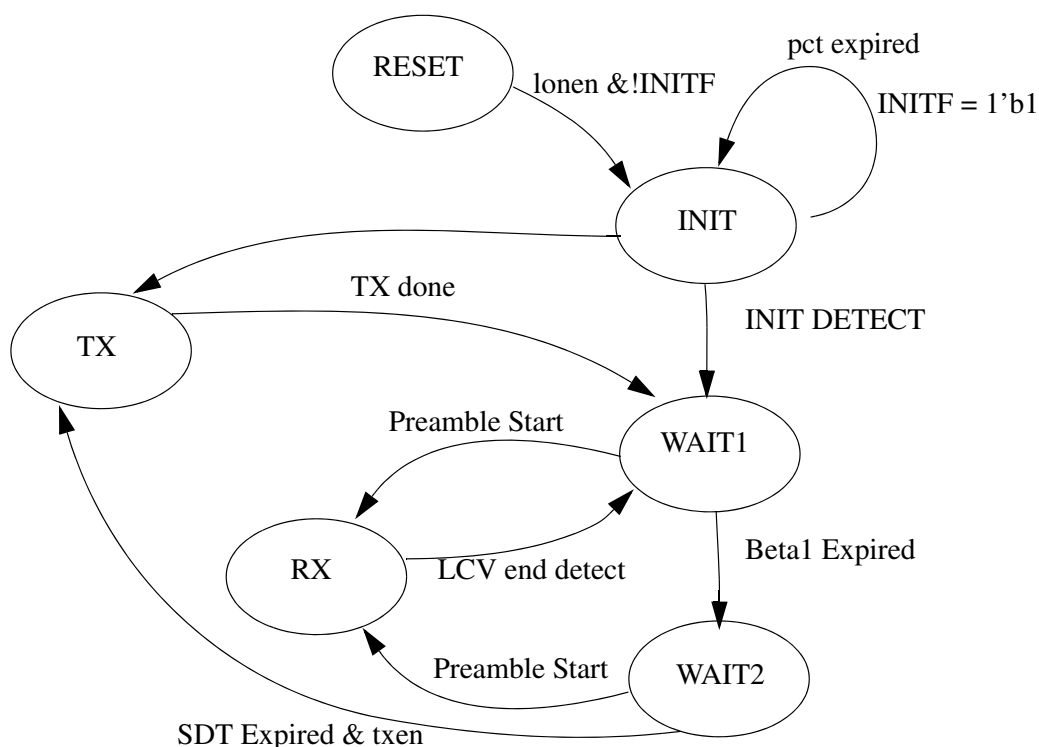 pct expired
RESET
lonen &!INITF
INITF = 1’b1
INIT
TX done
INIT DETECT
TX
Preamble Start
WAIT1
Beta1 Expired
RX
LCV end detect
Preamble Start
WAIT2
SDT Expired & txen